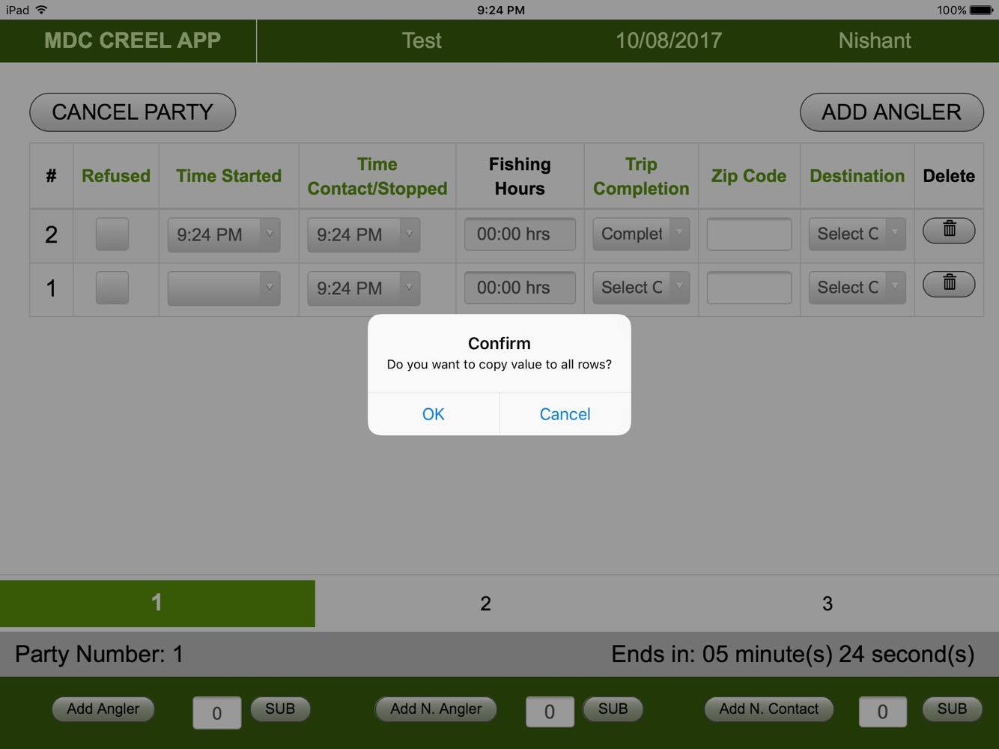 iPad 9:24 PM 100%
MDC CREEL APP Test 10/08/2017 Nishant
CANCEL PARTY ADD ANGLER
# Refused Time Started Time Contact/Stopped Fishing Hours Trip Completion Zip Code Destination Delete
2 9:24 PM 9:24 PM 00:00 hrs Complet Select C
1 9:24 PM 00:00 hrs Select C Select C
Confirm
Do you want to copy value to all rows?
OK Cancel
1 2 3
Party Number: 1 Ends in: 05 minute(s) 24 second(s)
Add Angler 0 SUB Add N. Angler 0 SUB Add N. Contact 0 SUB